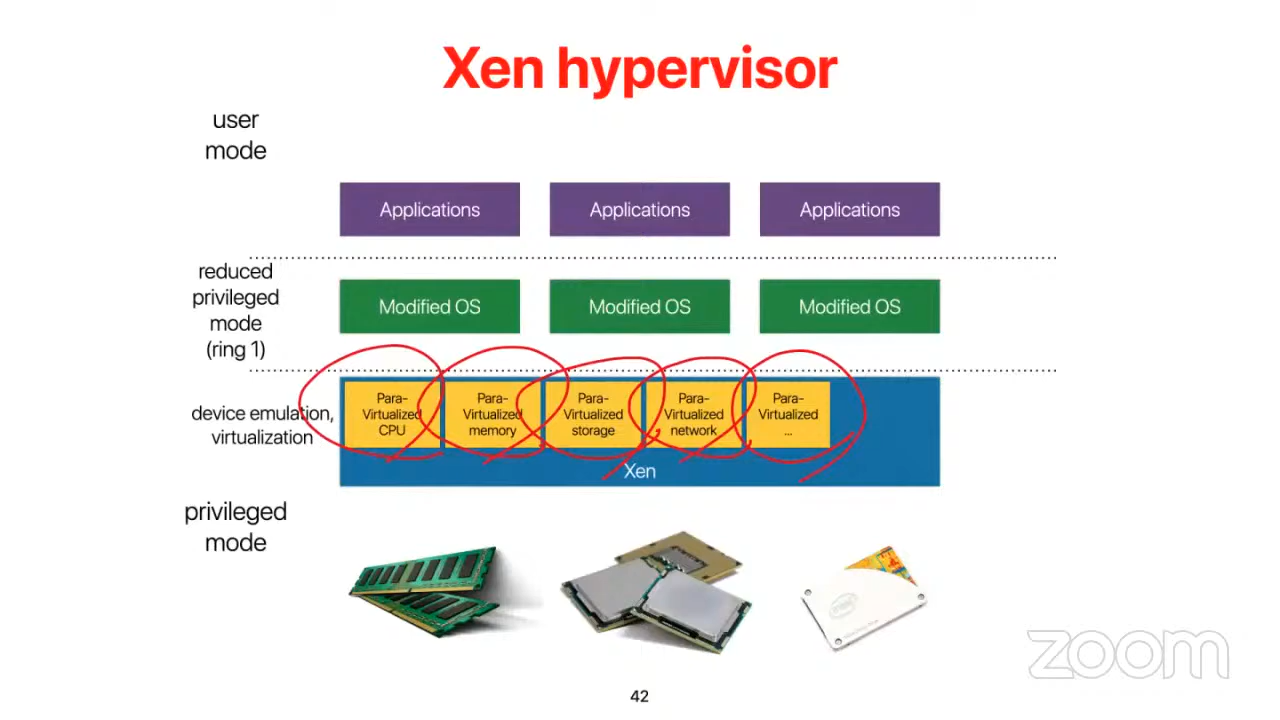 Xen hypervisor
user
mode
Applications
Applications
Applications
reduced
privileged
mode
(ring 1)
Modified OS
Modified OS
Modified OS
device emulation,
virtualization
Para-
Virtualized
CPU
Para-
Virtualized
memory
Para-
Virtualized
storage
Para-
Virtualized
network
Para-
Virtualized
...
Xen
privileged
mode
intel
42
zoom